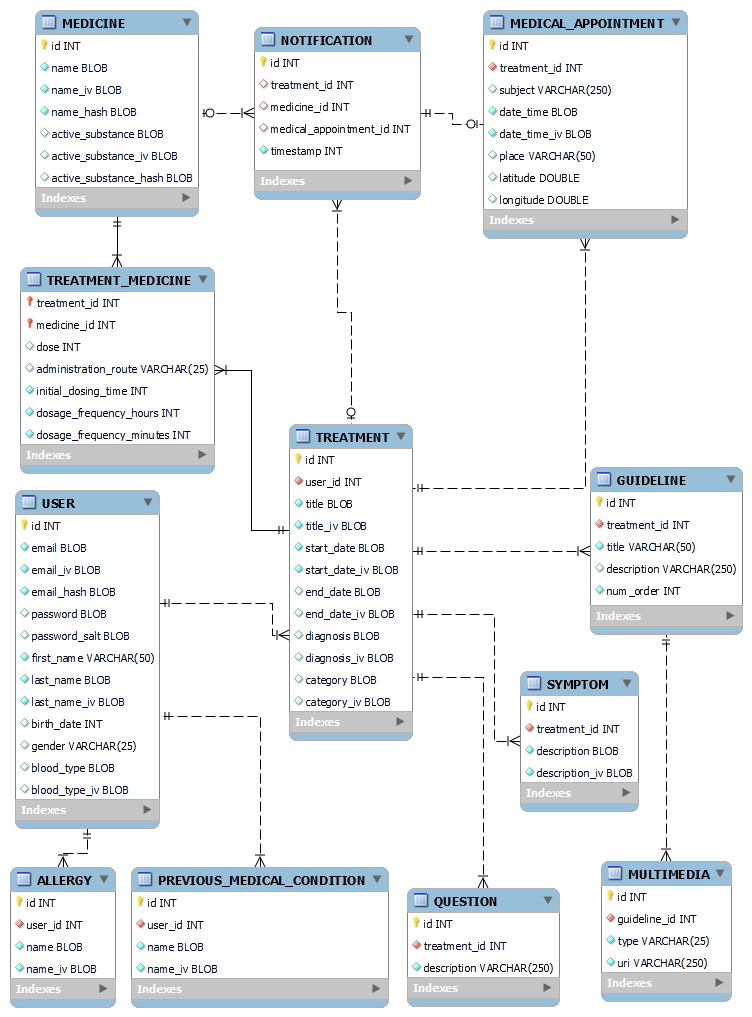 MEDICINE
id INT
name BLOB
name_iv BLOB
name_hash BLOB
active_substance BLOB
active_substance_iv BLOB
active_substance_hash BLOB
Indexes
NOTIFICATION
id INT
treatment_id INT
medicine_id INT
medical_appointment_id INT
timestamp INT
Indexes
MEDICAL_APPOINTMENT
id INT
treatment_id INT
subject VARCHAR(250)
date_time BLOB
date_time_iv BLOB
place VARCHAR(50)
latitude DOUBLE
longitude DOUBLE
Indexes
TREATMENT_MEDICINE
treatment_id INT
medicine_id INT
dose INT
administration_route VARCHAR(25)
initial_dosing_time INT
dosage_frequency_hours INT
dosage_frequency_minutes INT
Indexes
TREATMENT
id INT
user_id INT
title BLOB
title_iv BLOB
start_date BLOB
start_date_iv BLOB
end_date BLOB
end_date_iv BLOB
diagnosis BLOB
diagnosis_iv BLOB
category BLOB
category_iv BLOB
Indexes
GUIDELINE
id INT
treatment_id INT
title VARCHAR(50)
description VARCHAR(250)
num_order INT
Indexes
USER
id INT
email BLOB
email_iv BLOB
email_hash BLOB
password BLOB
password_salt BLOB
first_name VARCHAR(50)
last_name BLOB
last_name_iv BLOB
birth_date INT
gender VARCHAR(25)
blood_type BLOB
blood_type_iv BLOB
Indexes
SYMPTOM
id INT
treatment_id INT
description BLOB
description_iv BLOB
Indexes
ALLERGY
id INT
user_id INT
name BLOB
name_iv BLOB
Indexes
PREVIOUS_MEDICAL_CONDITION
id INT
user_id INT
name BLOB
name_iv BLOB
Indexes
QUESTION
id INT
treatment_id INT
description VARCHAR(250)
Indexes
MULTIMEDIA
id INT
guideline_id INT
type VARCHAR(25)
uri VARCHAR(250)
Indexes